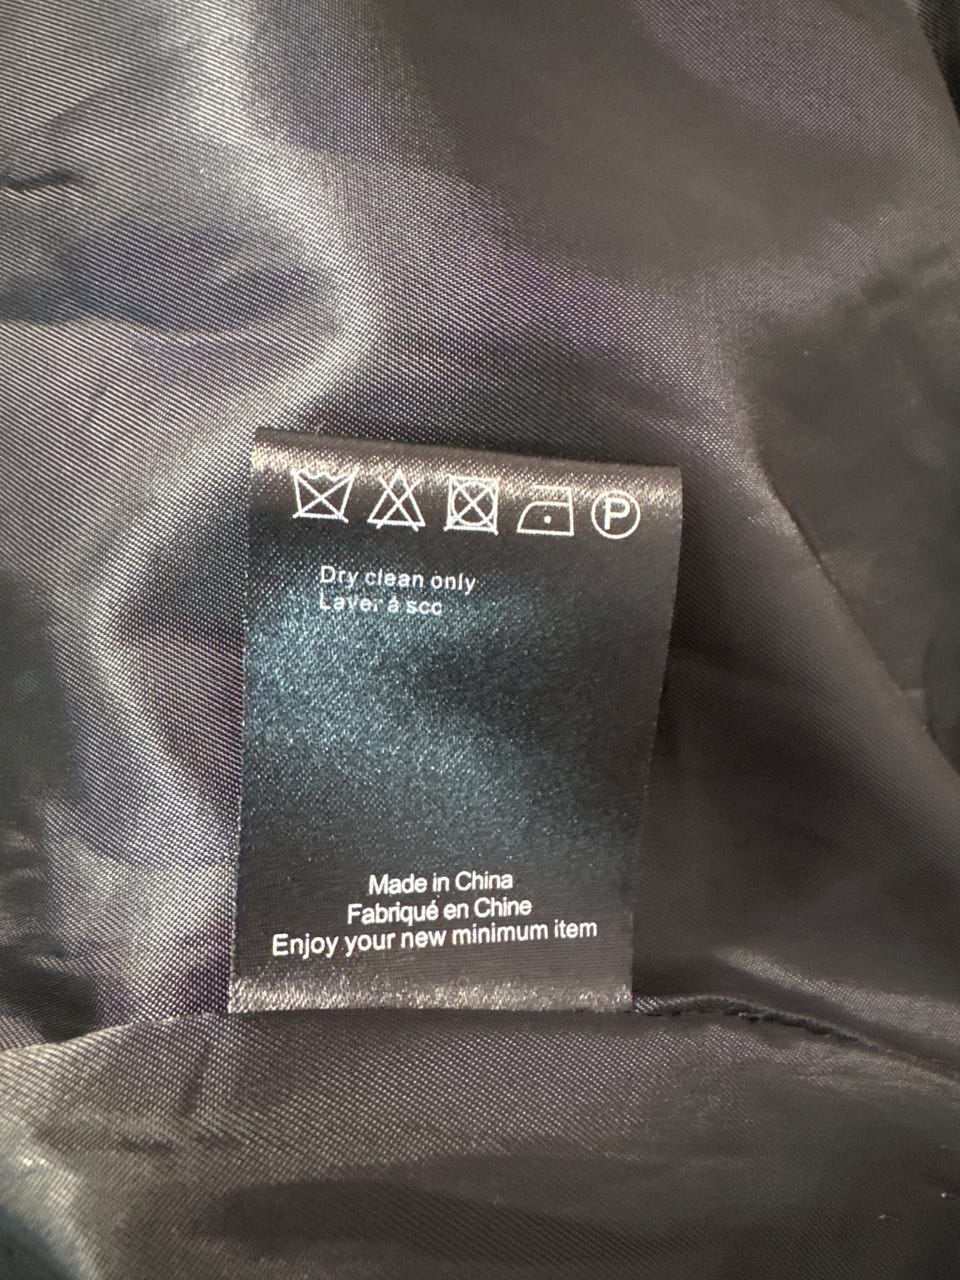 P
Dry clean only
Laver à sec
Made in China
Fabriqué en Chine
Enjoy your new minimum item